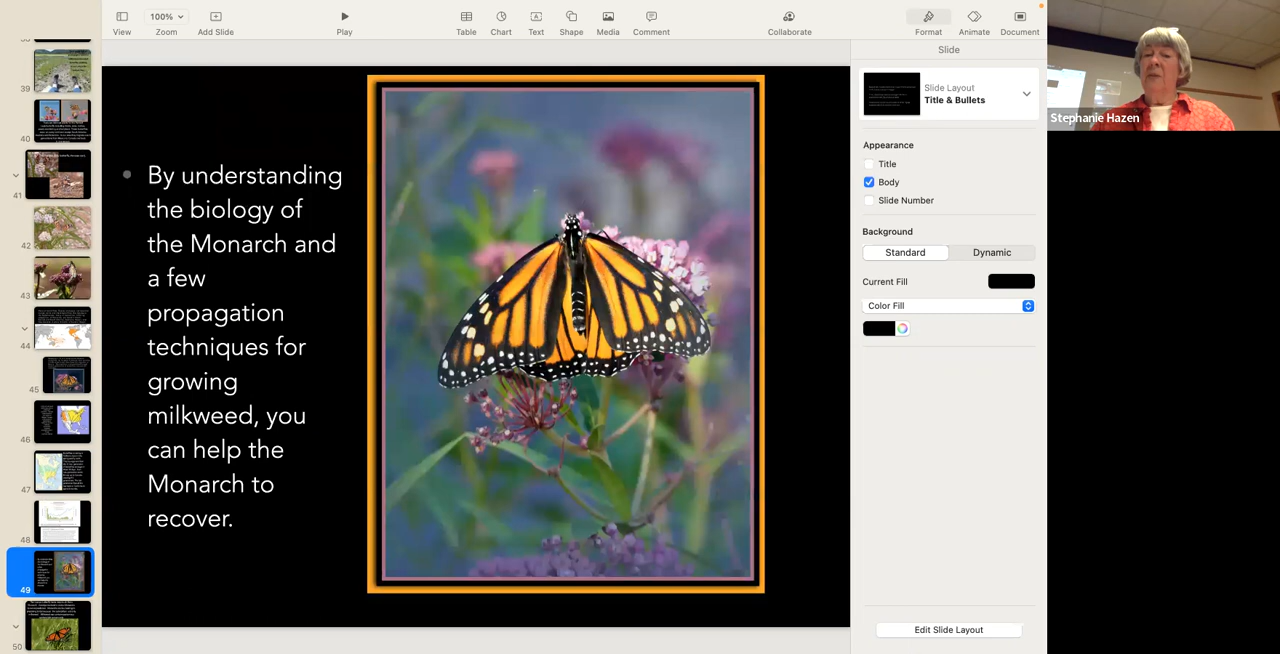 View
100%
Zoom
Add Slide
Play
Table
Chart
Text
Shape
Media
Comment
Collaborate
Format
Animate
Document
39
40
41
42
43
44
45
46
47
48
49
50
By understanding
the biology of
the Monarch and
a few
propagation
techniques for
growing
milkweed, you
can help the
Monarch to
recover.
Slide
Slide Layout
Title & Bullets
Appearance
Title
Body
Slide Number
Background
Standard
Dynamic
Current Fill
Color Fill
Edit Slide Layout
Stephanie Hazen